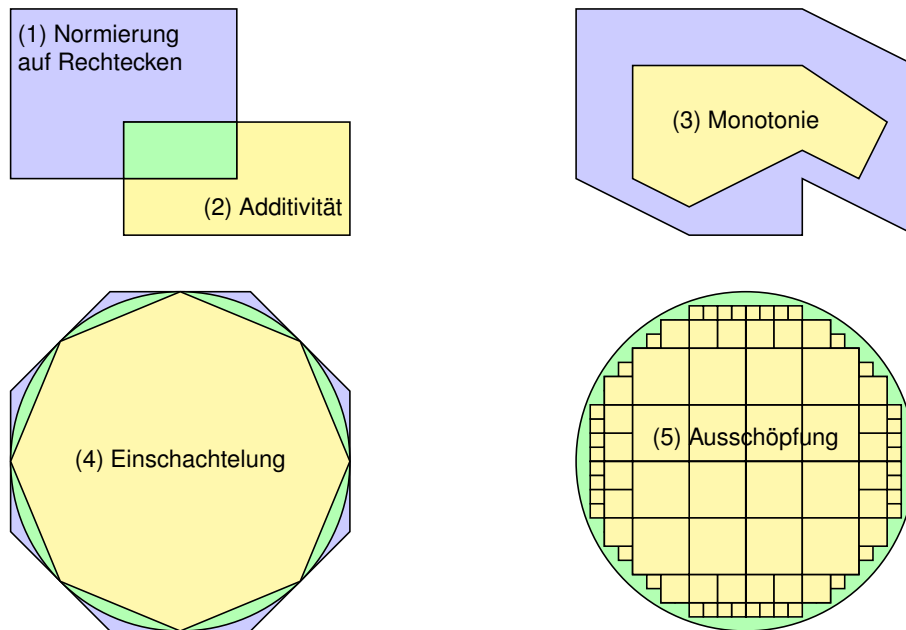 (1) Normierung
auf Rechtecken
(2) Additivität
(3) Monotonie
(4) Einschachtelung
(5) Ausschöpfung